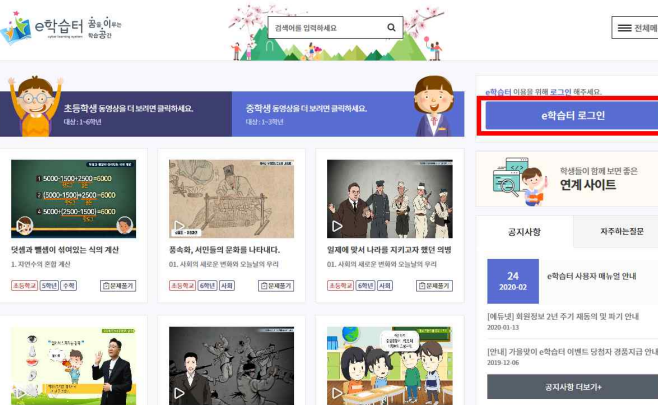 e학습터 꿈을 이루는
학습공간
검색어를 입력하세요
전체메
초등학생 동영상을 더 보려면 클릭하세요.
대상 : 1~6학년
중학생 동영상을 더 보려면 클릭하세요.
대상 : 1~3학년
e학습터 이용을 위해 로그인 해주세요.
e학습터 로그인
학생들이 함께 보면 좋은
연계 사이트
5000-1500+2500=6000
(5000-1500)+2500=6000
5000+(2500-1500)=6000
덧셈과 뺄셈이 섞여있는 식의 계산
1. 자연수의 혼합 계산
초등학교 5학년 수학 문제풀기
풍속화, 서민들의 문화를 나타내다.
01. 사회의 새로운 변화와 오늘날의 우리
초등학교 6학년 사회 문제풀기
일제에 맞서 나라를 지키고자 했던 의병
01. 사회의 새로운 변화와 오늘날의 우리
초등학교 6학년 사회 문제풀기
공지사항 자주하는질문
24
2020-02
e학습터 사용자 매뉴얼 안내
[에듀넷] 회원정보 2년 주기 재동의 및 파기 안내
2020-01-13
[안내] 가을맞이 e학습터 이벤트 당첨자 경품지급 안내
2019-12-06
공지사항 더보기+